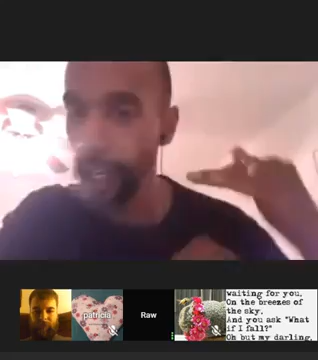 patricia
Raw
waiting for you,
On the breezes of
the sky,
And you ask "What
if I fall?"
Oh but my darling,